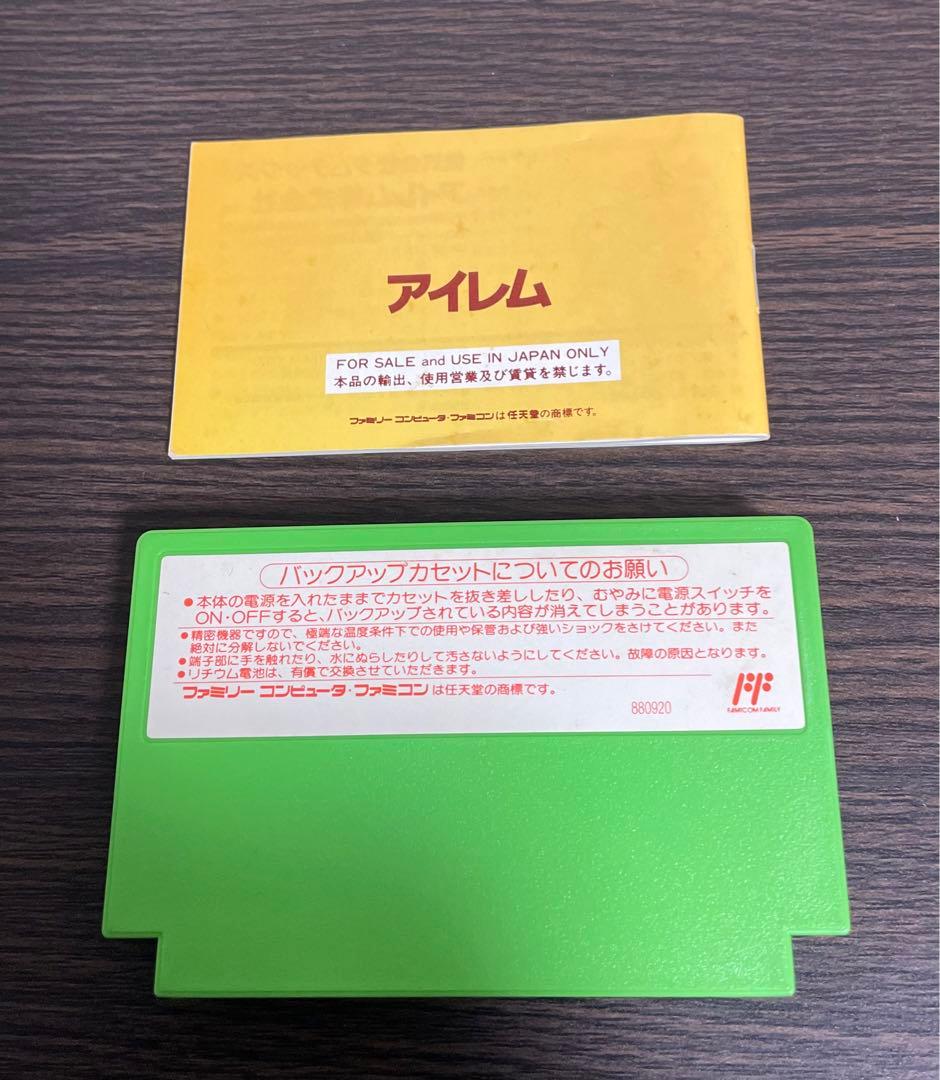 アイレム
FOR SALE and USE IN JAPAN ONLY
本品の輸出、使用営業及び賃貸を禁じます。
ファミリーコンピュータ・ファミコンは任天堂の商標です。
バックアップカセットについてのお願い
●本体の電源を入れたままでカセットを抜き差ししたり、むやみに電源スイッチを
ON・OFFすると、バックアップされている内容が消えてしまうことがあります。
●精密機器ですので、極端な温度条件下での使用や保管および強いショックをさけてください。また
絶対に分解しないでください。
●端子部に手を触れたり、水にぬらしたりして汚さないようにしてください。故障の原因となります。
●リチウム電池は、有償で交換させていただきます。
ファミリーコンピュータ・ファミコンは任天堂の商標です。
880920
FAMICOM FAMILY